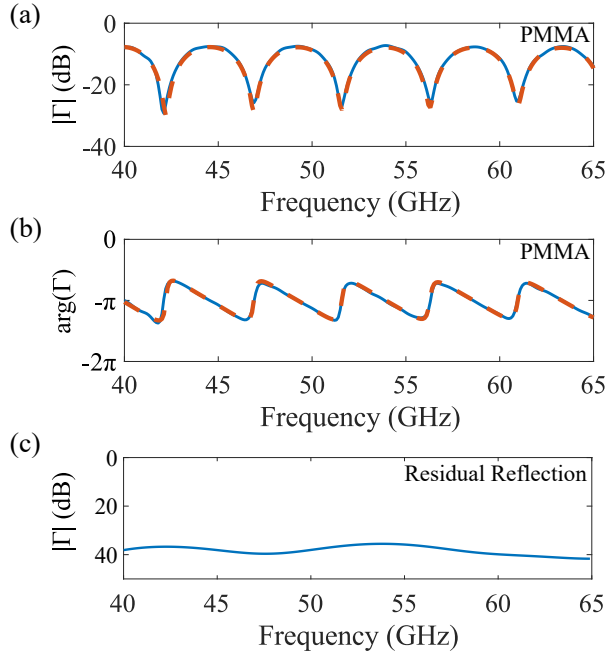 (a)
0
PMMA
-20
-40
|Γ| (dB)
40 45 50 55 60 65
Frequency (GHz)
(b)
0
PMMA
-π
-2π
arg(Γ)
40 45 50 55 60 65
Frequency (GHz)
(c)
0
Residual Reflection
20
40
|Γ| (dB)
40 45 50 55 60 65
Frequency (GHz)